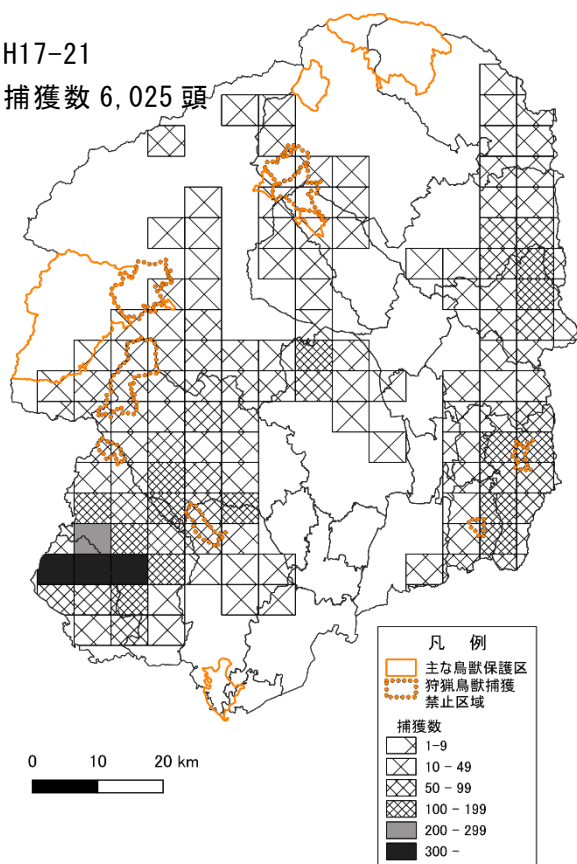 H17-21
捕獲数 6,025 頭
凡 例
主な鳥獣保護区
狩猟鳥獣捕獲
禁止区域
捕獲数
1-9
10 - 49
50 - 99
100 - 199
200 - 299
300 -
0 10 20 km